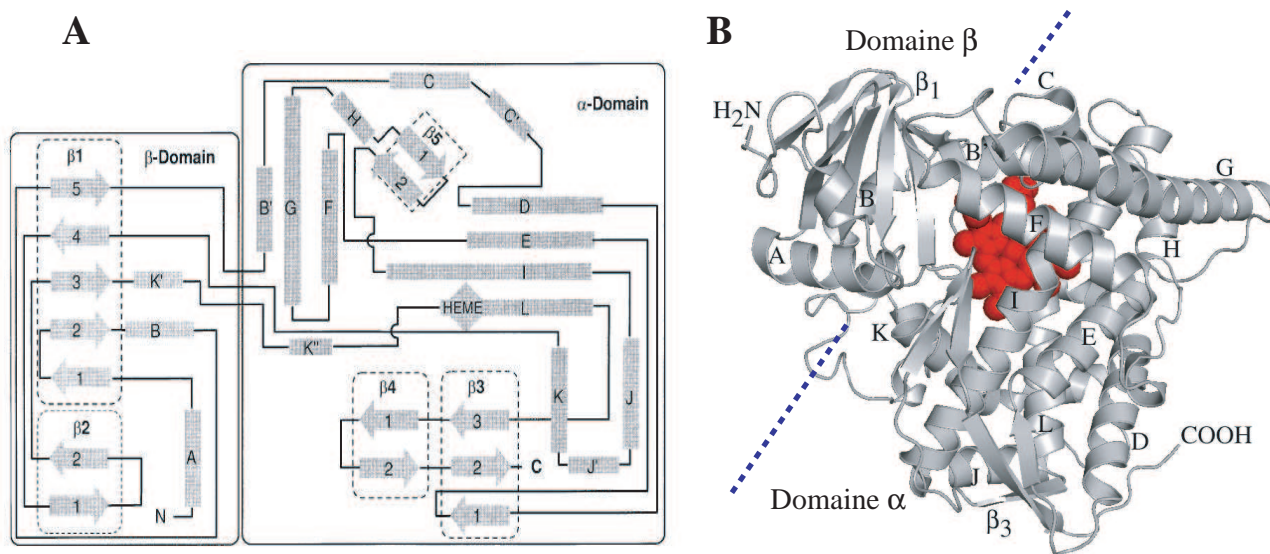 A
β1
β-Domain
5
4
3
K'
2
B
1
β2
2
1
A
N
α-Domain
C
C'
H
β5
1
2
B'
G
F
D
E
I
HEME
L
K''
K
J
J'
β4
1
2
β3
3
2
1
C
B
Domaine β
β1
C
H2N
B'
G
B
F
A
H
I
K
E
L
D
COOH
J
Domaine α
β3